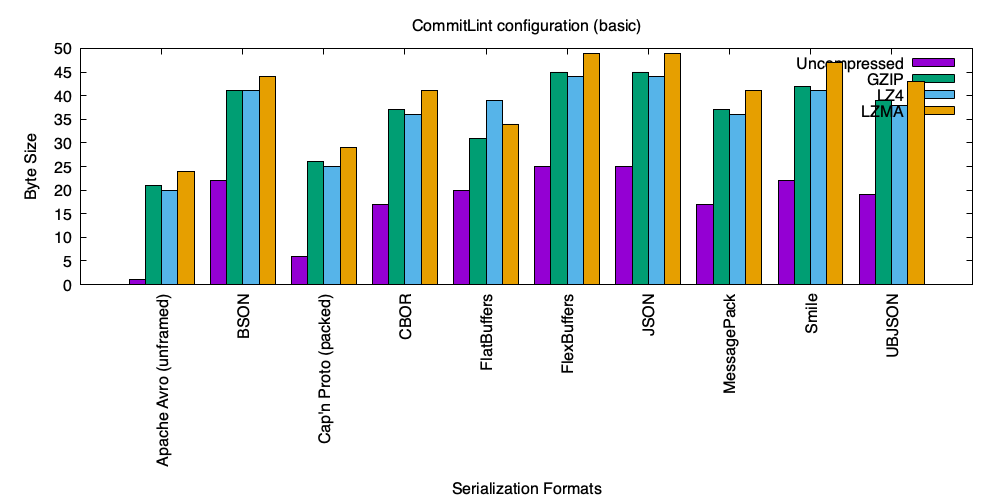 CommitLint configuration (basic)
50
45
40
35
30
25
20
15
10
5
0
Byte Size
Uncompressed
GZIP
LZ4
LZMA
Apache Avro (unframed)
BSON
Cap'n Proto (packed)
CBOR
FlatBuffers
FlexBuffers
JSON
MessagePack
Smile
UBJSON
Serialization Formats